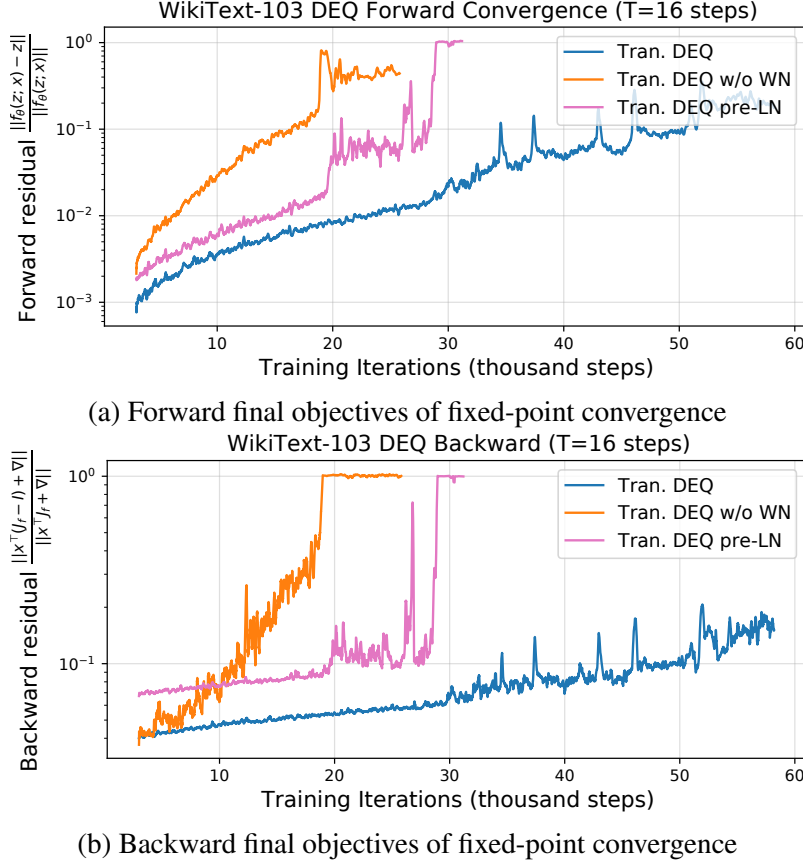 WikiText-103 DEQ Forward Convergence (T=16 steps)
Forward residual ||f_θ(z; x) − z|| / ||f_θ(z; x)||
10⁰
10⁻¹
10⁻²
10⁻³
Tran. DEQ
Tran. DEQ w/o WN
Tran. DEQ pre-LN
10 20 30 40 50 60
Training Iterations (thousand steps)
(a) Forward final objectives of fixed-point convergence
WikiText-103 DEQ Backward (T=16 steps)
Backward residual ||x⊤(J_f − I) + ∇|| / ||x⊤J_f + ∇||
10⁰
10⁻¹
Tran. DEQ
Tran. DEQ w/o WN
Tran. DEQ pre-LN
10 20 30 40 50 60
Training Iterations (thousand steps)
(b) Backward final objectives of fixed-point convergence